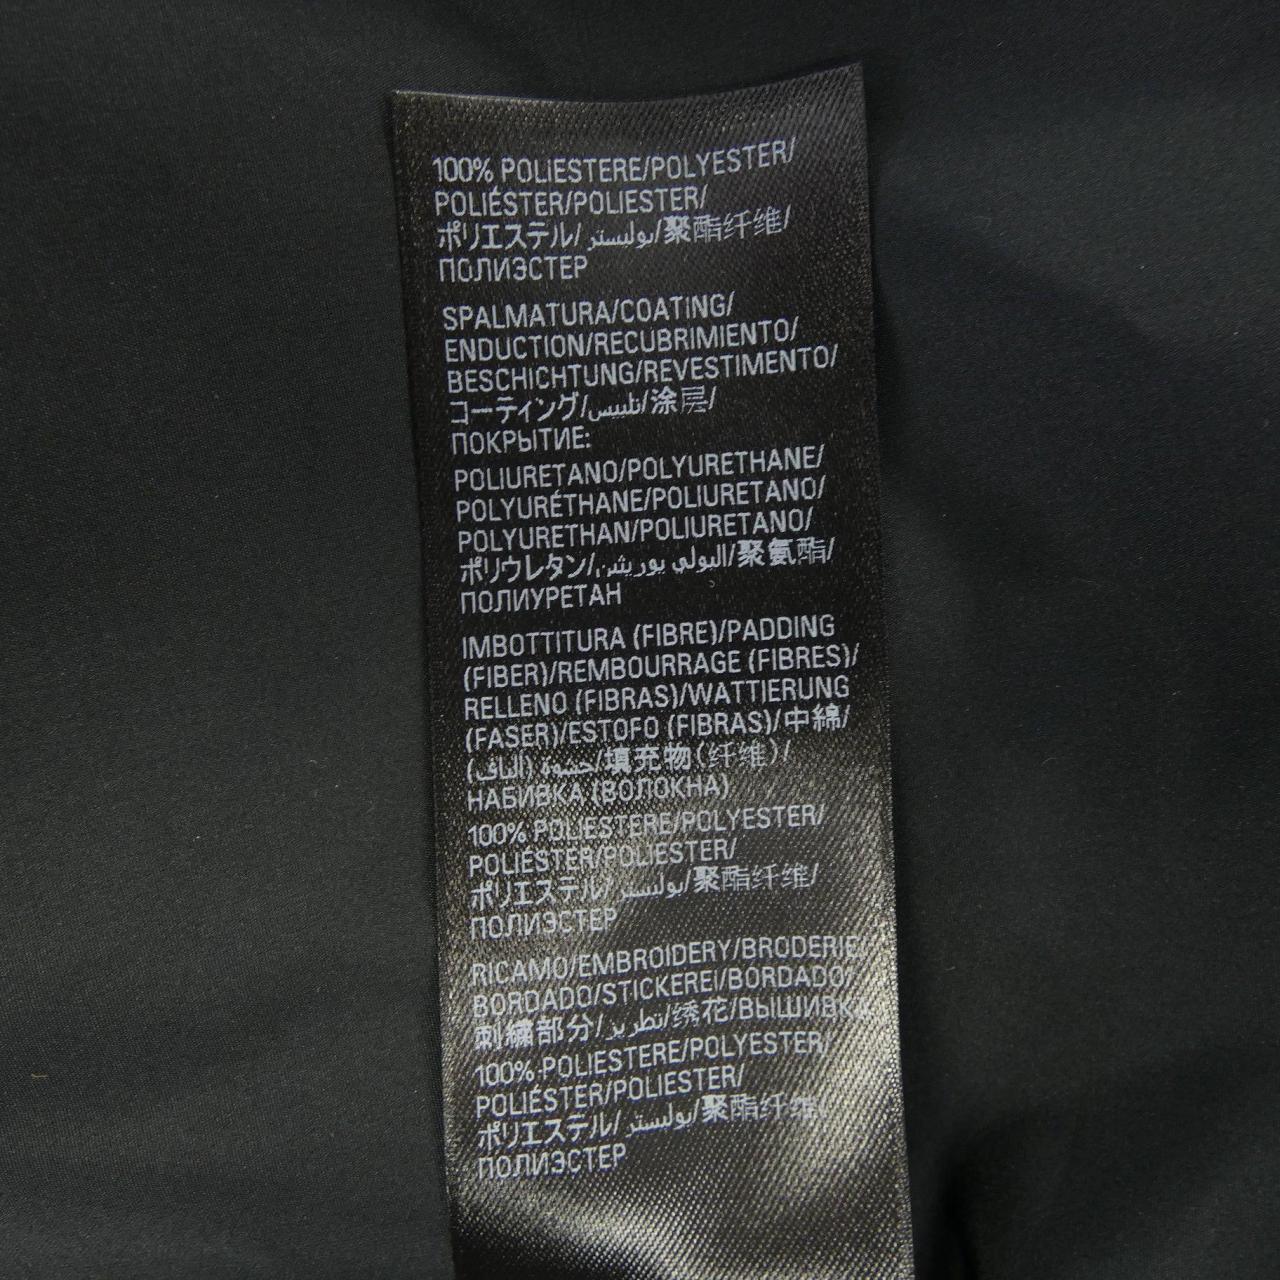 100% POLIESTERE/POLYESTER/
POLIÉSTER/POLIESTER/
ポリエステル/بوليستر/聚酯纤维/
ПОЛИЭСТЕР
SPALMATURA/COATING/
ENDUCTION/RECUBRIMIENTO/
BESCHICHTUNG/REVESTIMENTO/
コーティング/تلبيس/涂层/
ПОКРЫТИЕ:
POLIURETANO/POLYURETHANE/
POLYURÉTHANE/POLIURETANO/
POLYURETHAN/POLIURETANO/
ポリウレタン/البولي يوريثين/聚氨酯/
ПОЛИУРЕТАН
IMBOTTITURA (FIBRE)/PADDING
(FIBER)/REMBOURRAGE (FIBRES)/
RELLENO (FIBRAS)/WATTIERUNG
(FASER)/ESTOFO (FIBRAS)/中綿/
حشوة (ألياف)/填充物(纤维)/
НАБИВКА (ВОЛОКНА)
100% POLIESTERE/POLYESTER/
POLIÉSTER/POLIESTER/
ポリエステル/بوليستر/聚酯纤维/
ПОЛИЭСТЕР
RICAMO/EMBROIDERY/BRODERIE/
BORDADO/STICKEREI/BORDADO/
刺繍部分/تطريز/绣花/ВЫШИВКА
100% POLIESTERE/POLYESTER/
POLIÉSTER/POLIESTER/
ポリエステル/بوليستر/聚酯纤维/
ПОЛИЭСТЕР